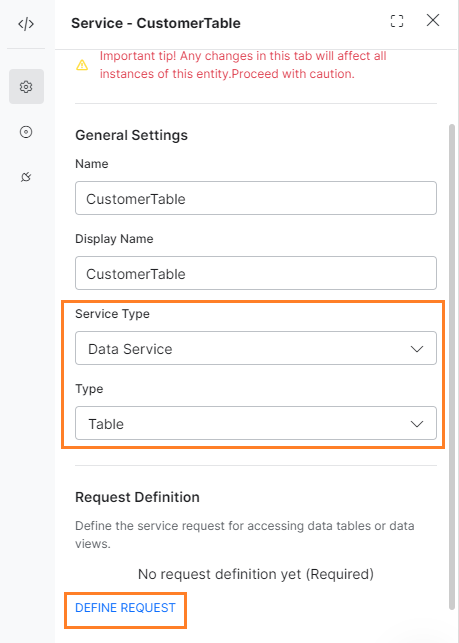 </>
Service - CustomerTable
Important tip! Any changes in this tab will affect all
instances of this entity.Proceed with caution.
General Settings
Name
CustomerTable
Display Name
CustomerTable
Service Type
Data Service
Type
Table
Request Definition
Define the service request for accessing data tables or data
views.
No request definition yet (Required)
DEFINE REQUEST